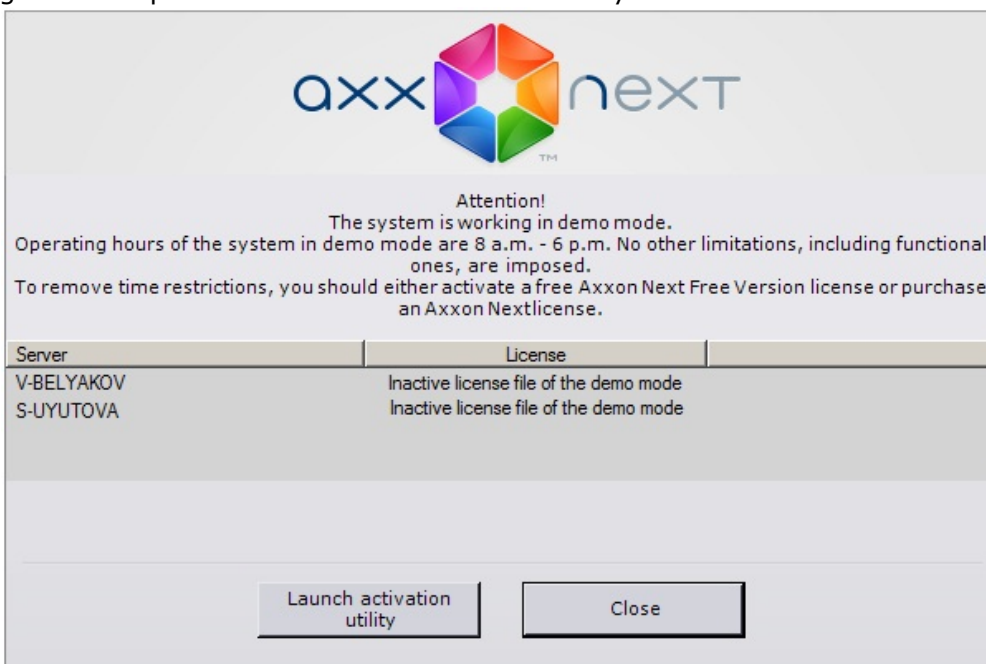 axx next
TM
Attention!
The system is working in demo mode.
Operating hours of the system in demo mode are 8 a.m. - 6 p.m. No other limitations, including functional
ones, are imposed.
To remove time restrictions, you should either activate a free Axxon Next Free Version license or purchase
an Axxon Nextlicense.
Server License
V-BELYAKOV Inactive license file of the demo mode
S-UYUTOVA Inactive license file of the demo mode
Launch activation
utility
Close